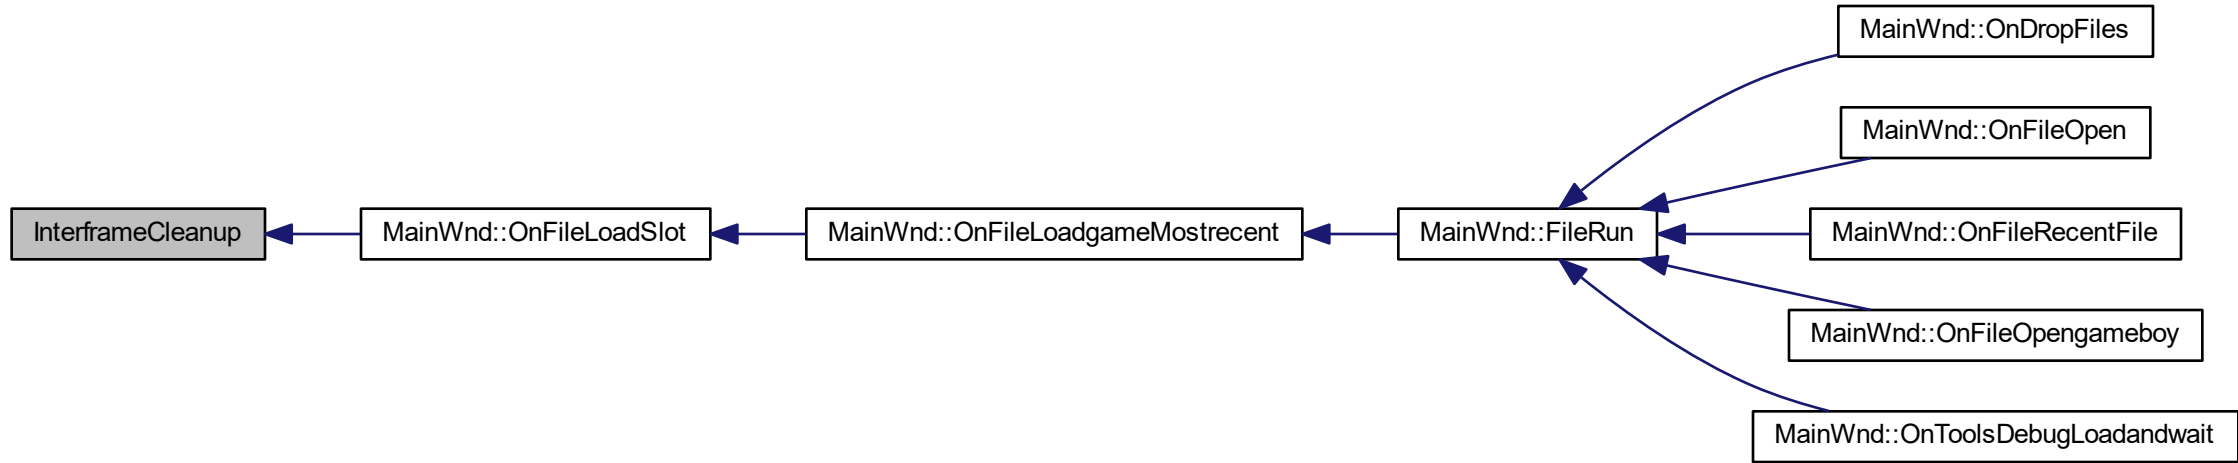 MainWnd::OnDropFiles
MainWnd::OnFileOpen
InterframeCleanup
MainWnd::OnFileLoadSlot
MainWnd::OnFileLoadgameMostrecent
MainWnd::FileRun
MainWnd::OnFileRecentFile
MainWnd::OnFileOpengameboy
MainWnd::OnToolsDebugLoadandwait